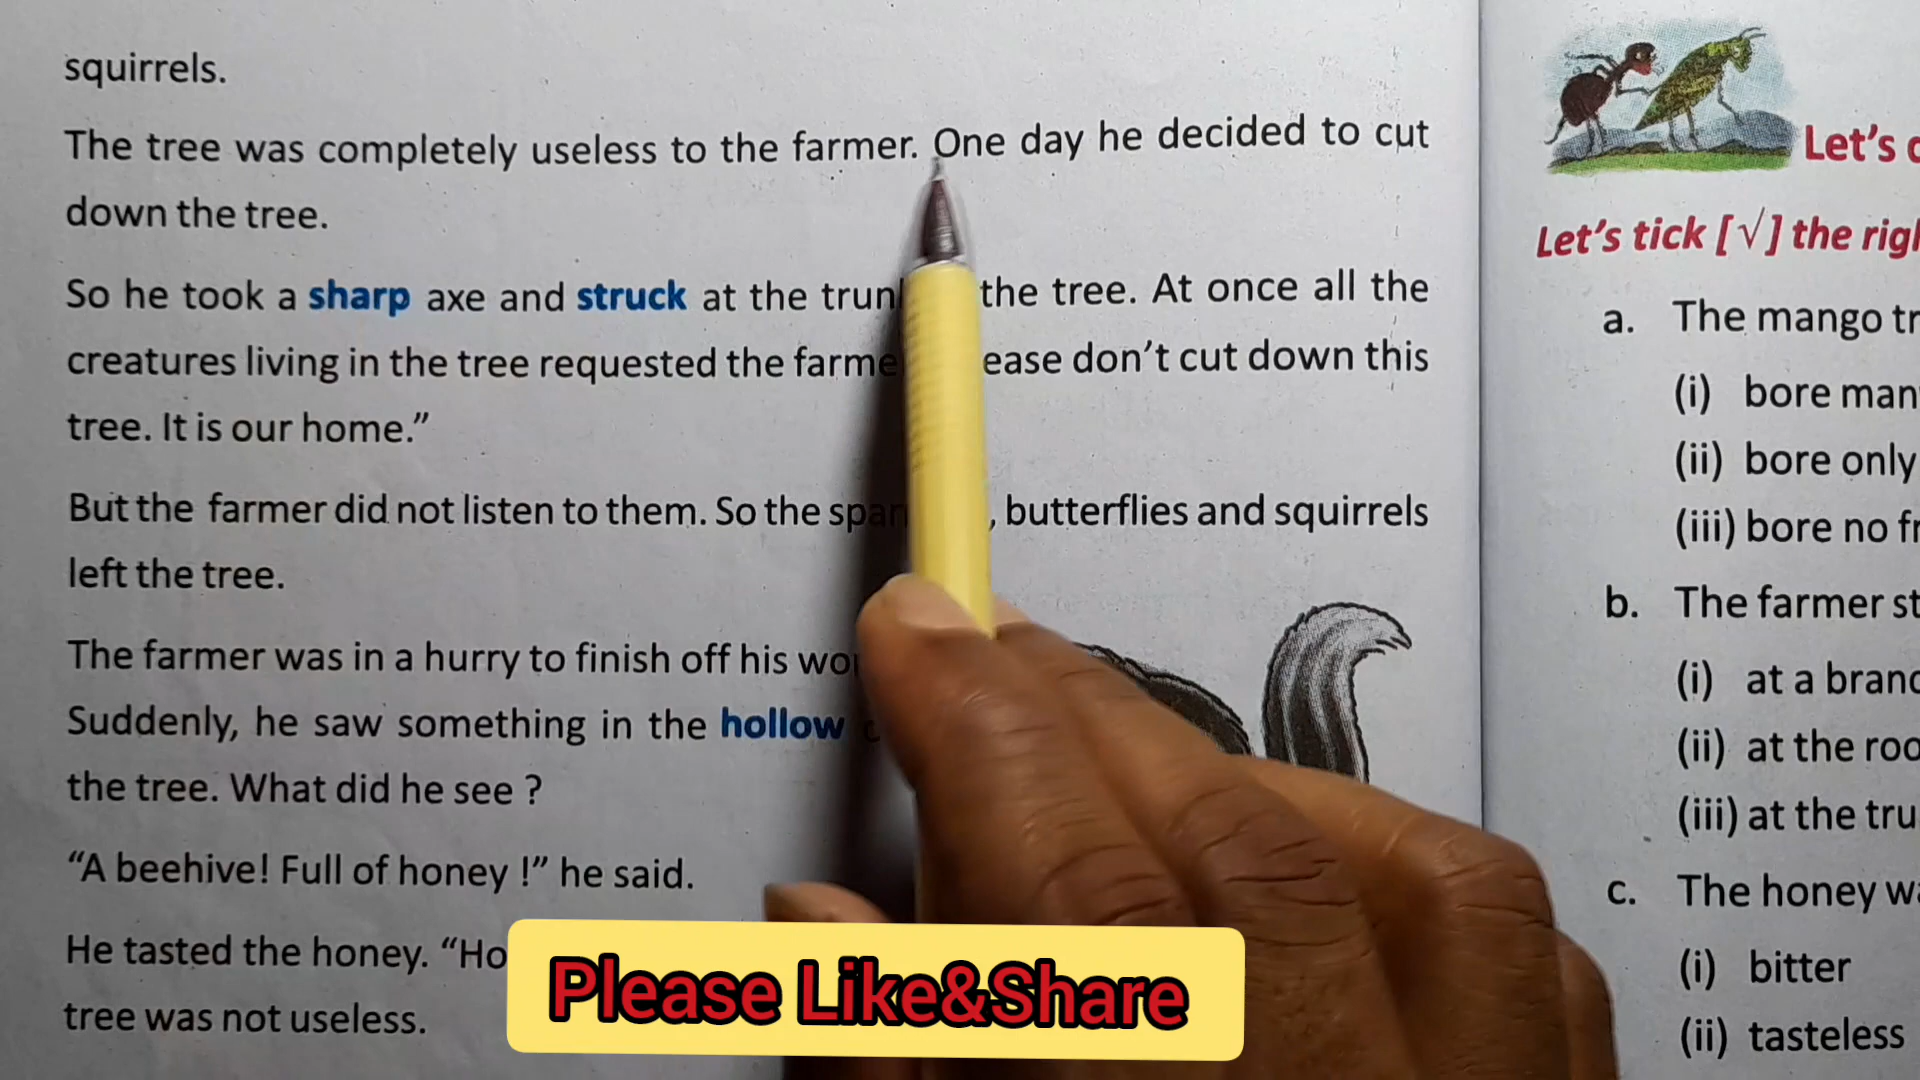 squirrels.
The tree was completely useless to the farmer. One day he decided to cut
down the tree.
So he took a sharp axe and struck at the trun the tree. At once all the
creatures living in the tree requested the farme ease don't cut down this
tree. It is our home.”
But the farmer did not listen to them. So the spar , butterflies and squirrels
left the tree.
The farmer was in a hurry to finish off his wo
Suddenly, he saw something in the hollow
the tree. What did he see ?
“A beehive! Full of honey !” he said.
He tasted the honey. “Ho
tree was not useless.
Please Like&Share
Let's
Let's tick [√] the righ
a. The mango tr
(i) bore man
(ii) bore only
(iii) bore no fr
b. The farmer st
(i) at a branc
(ii) at the roo
(iii) at the tru
c. The honey wa
(i) bitter
(ii) tasteless